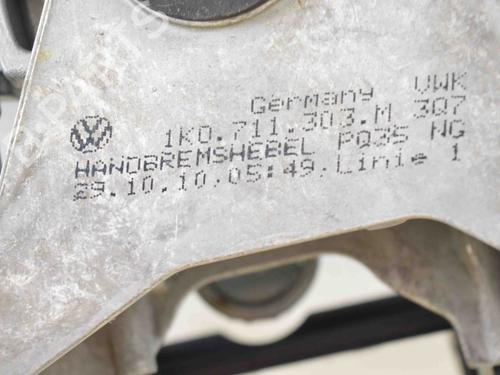 Germany VWK
1K0.711.303.M 3Q7
HANDBREMSHEBEL PQ35 NG
29.10.10.05:49.Linie 1